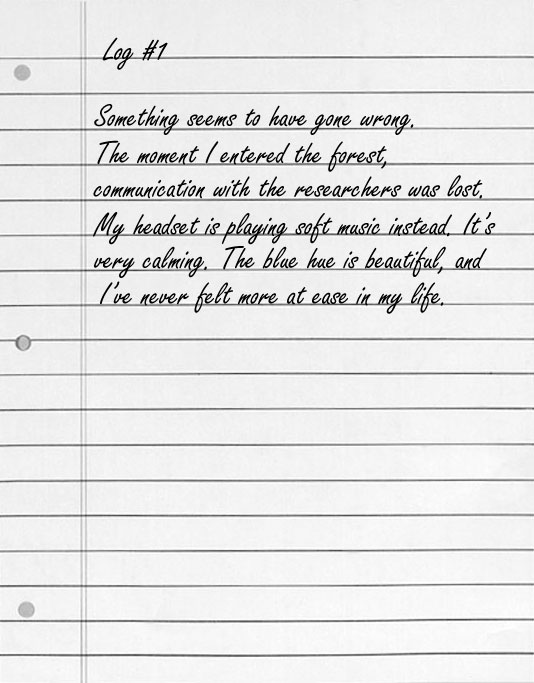 Log #1
Something seems to have gone wrong.
The moment I entered the forest,
communication with the researchers was lost.
My headset is playing soft music instead. It's
very calming. The blue hue is beautiful, and
I've never felt more at ease in my life.